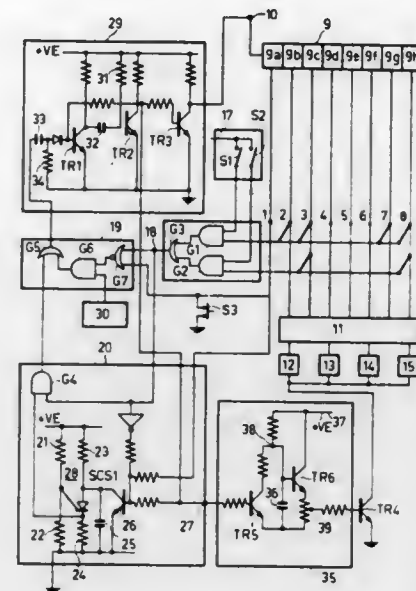 29
10
9
+VE
9a 9b 9c 9d 9e 9f 9g 9h
31
17 S2
33
32
S1
TR1 TR2 TR3
34
19 18
G3 G1 G2
1 2 3 4 5 6 7 8
G5 G6 G7
30
S3
20
11
G4
12 13 14 15
+VE
21 23
38 37
+VE
28 SCS1
TR6
36
26 27
39 TR4
22 25
TR5
24
35